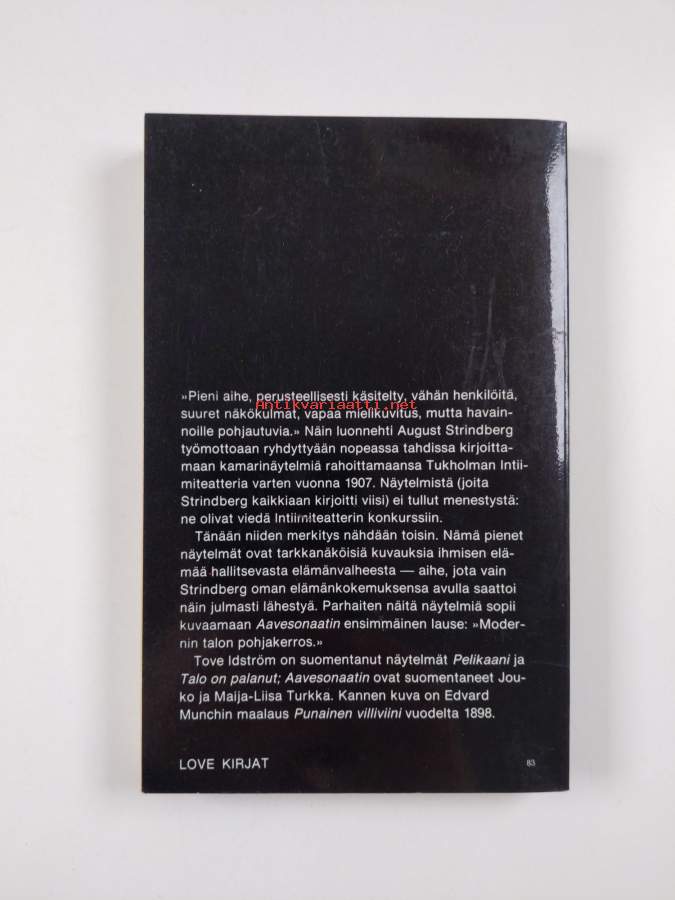 »Pieni aihe, perusteellisesti käsitelty, vähän henkilöitä,
Antikvariaatti.net
suuret näkökulmat, vapaa mielikuvitus, mutta havain-
noille pohjautuvia.» Näin luonnehti August Strindberg
työmottoaan ryhdyttyään nopeassa tahdissa kirjoitta-
maan kamarinäytelmiä rahoittamaansa Tukholman Intii-
miteatteria varten vuonna 1907. Näytelmistä (joita
Strindberg kaikkiaan kirjoitti viisi) ei tullut menestystä:
ne olivat viedä Intiimiteatterin konkurssiin.
Tänään niiden merkitys nähdään toisin. Nämä pienet
näytelmät ovat tarkkanäköisiä kuvauksia ihmisen elä-
mää hallitsevasta elämänvalheesta — aihe, jota vain
Strindberg oman elämänkokemuksensa avulla saattoi
näin julmasti lähestyä. Parhaiten näitä näytelmiä sopii
kuvaamaan Aavesonaatin ensimmäinen lause: »Moder-
nin talon pohjakerros.»
Tove Idström on suomentanut näytelmät Pelikaani ja
Talo on palanut; Aavesonaatin ovat suomentaneet Jou-
ko ja Maija-Liisa Turkka. Kannen kuva on Edvard
Munchin maalaus Punainen villiviini vuodelta 1898.
LOVE KIRJAT
83